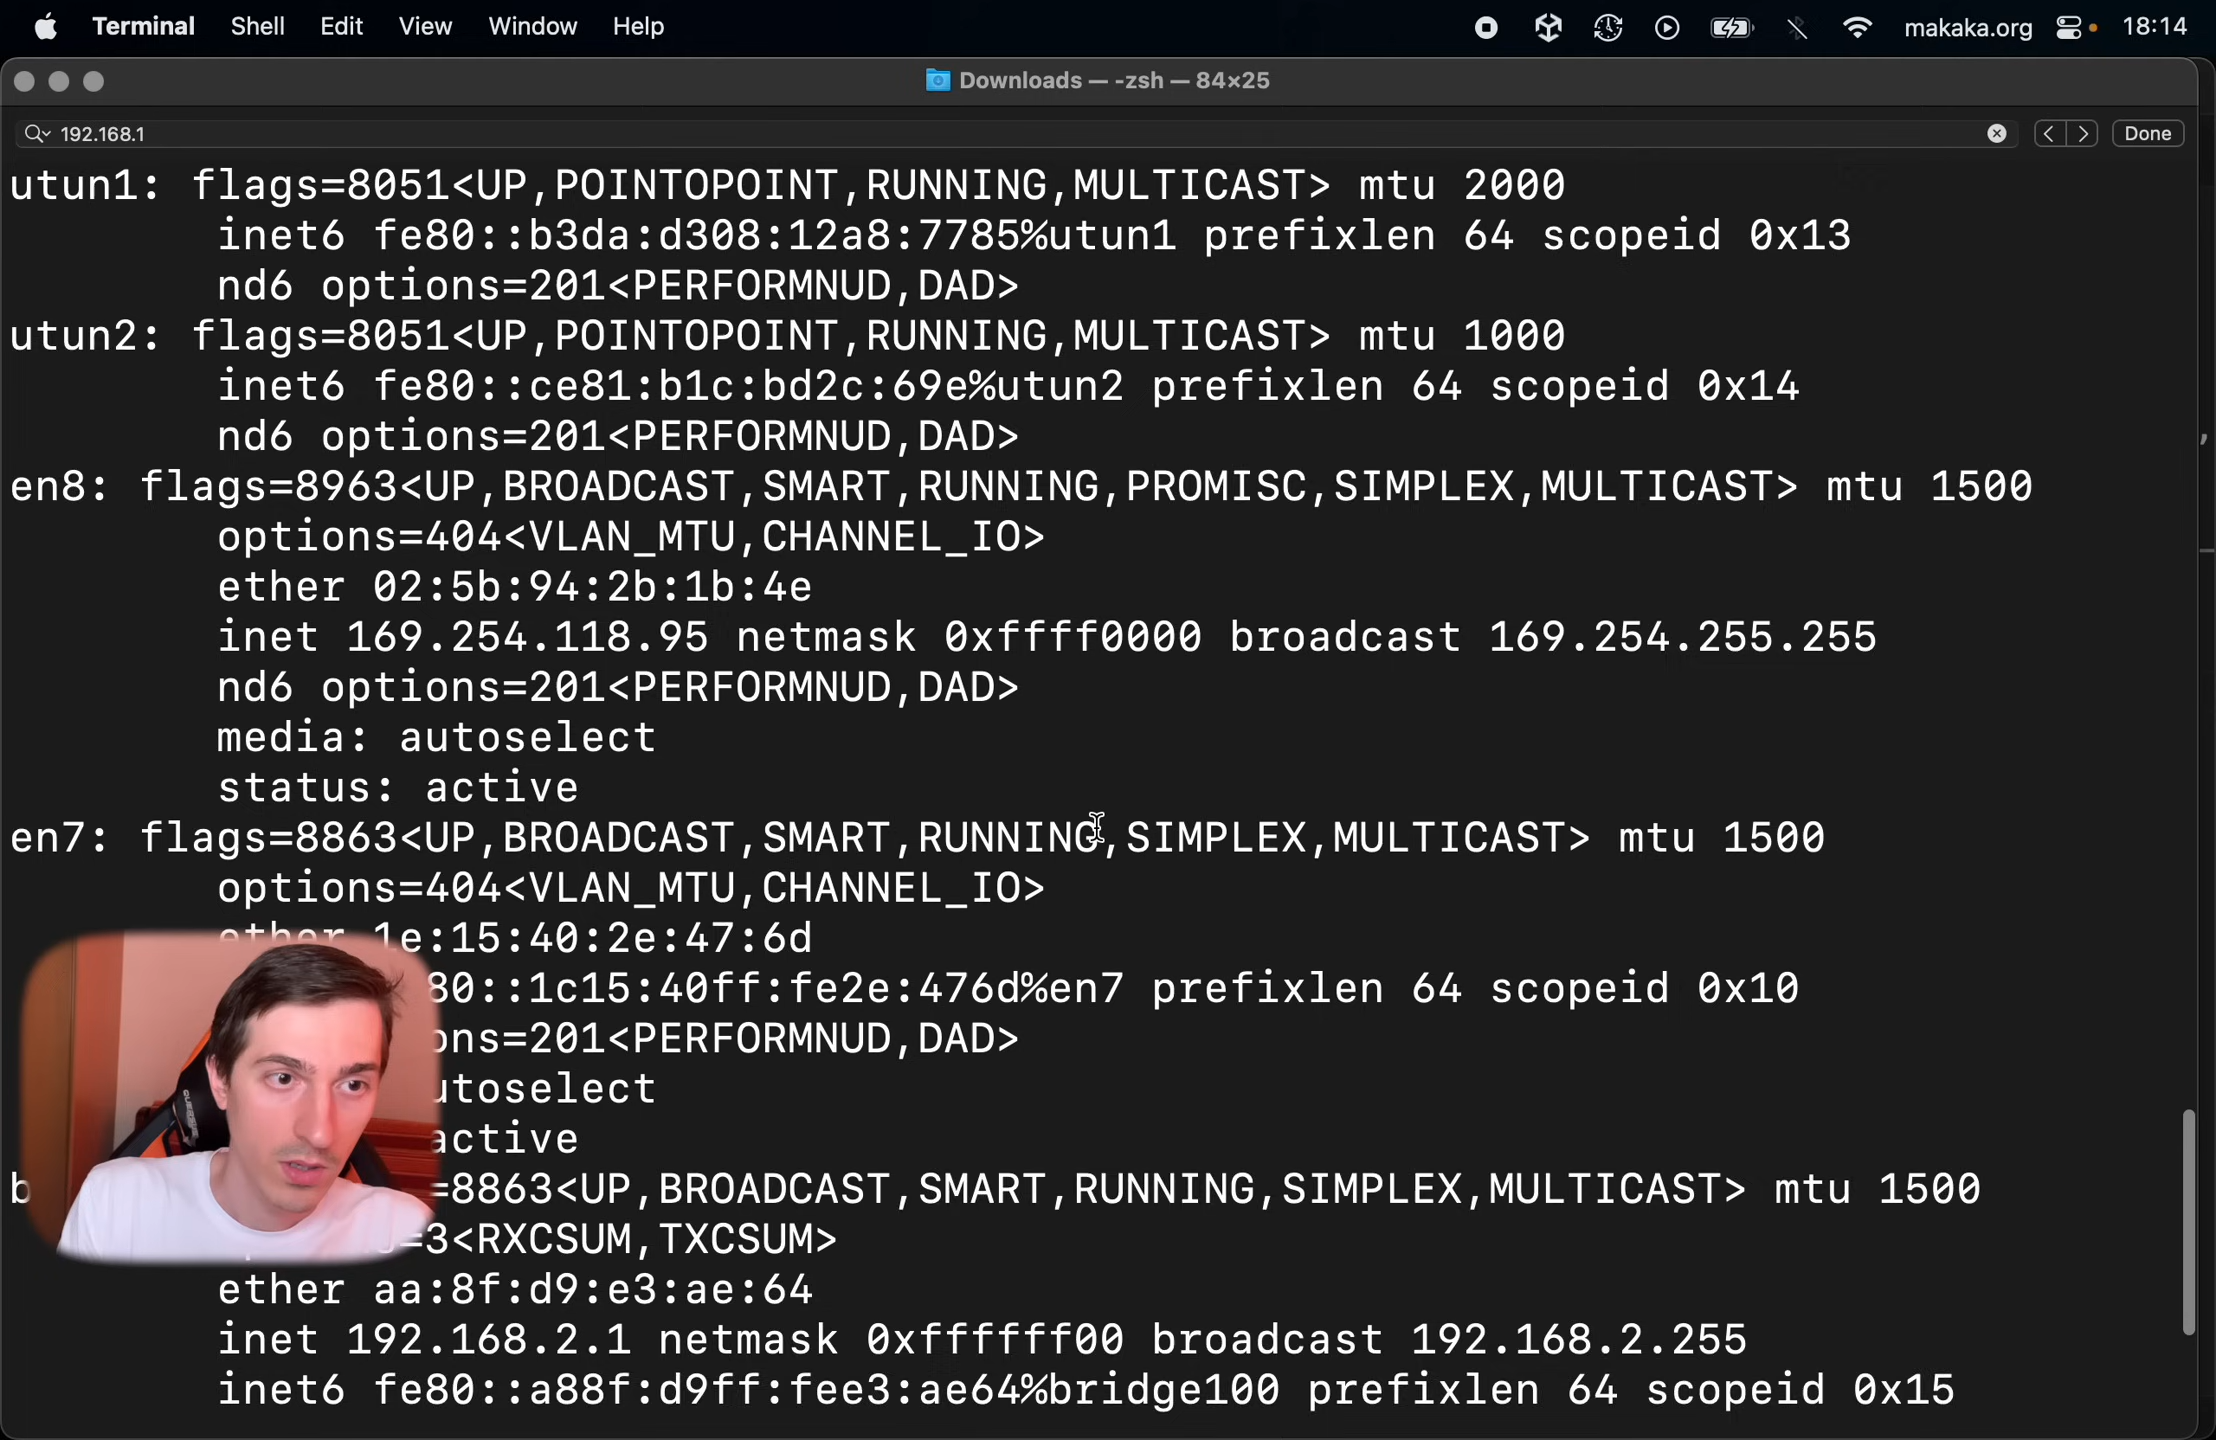 Terminal Shell Edit View Window Help makaka.org 18:14
Downloads — -zsh — 84×25
192.168.1 Done
utun1: flags=8051<UP,POINTOPOINT,RUNNING,MULTICAST> mtu 2000
inet6 fe80::b3da:d308:12a8:7785%utun1 prefixlen 64 scopeid 0x13
nd6 options=201<PERFORMNUD,DAD>
utun2: flags=8051<UP,POINTOPOINT,RUNNING,MULTICAST> mtu 1000
inet6 fe80::ce81:b1c:bd2c:69e%utun2 prefixlen 64 scopeid 0x14
nd6 options=201<PERFORMNUD,DAD>
en8: flags=8963<UP,BROADCAST,SMART,RUNNING,PROMISC,SIMPLEX,MULTICAST> mtu 1500
options=404<VLAN_MTU,CHANNEL_IO>
ether 02:5b:94:2b:1b:4e
inet 169.254.118.95 netmask 0xffff0000 broadcast 169.254.255.255
nd6 options=201<PERFORMNUD,DAD>
media: autoselect
status: active
en7: flags=8863<UP,BROADCAST,SMART,RUNNING,SIMPLEX,MULTICAST> mtu 1500
options=404<VLAN_MTU,CHANNEL_IO>
ether 1e:15:40:2e:47:6d
80::1c15:40ff:fe2e:476d%en7 prefixlen 64 scopeid 0x10
ons=201<PERFORMNUD,DAD>
utoselect
active
b =8863<UP,BROADCAST,SMART,RUNNING,SIMPLEX,MULTICAST> mtu 1500
=3<RXCSUM,TXCSUM>
ether aa:8f:d9:e3:ae:64
inet 192.168.2.1 netmask 0xffffff00 broadcast 192.168.2.255
inet6 fe80::a88f:d9ff:fee3:ae64%bridge100 prefixlen 64 scopeid 0x15